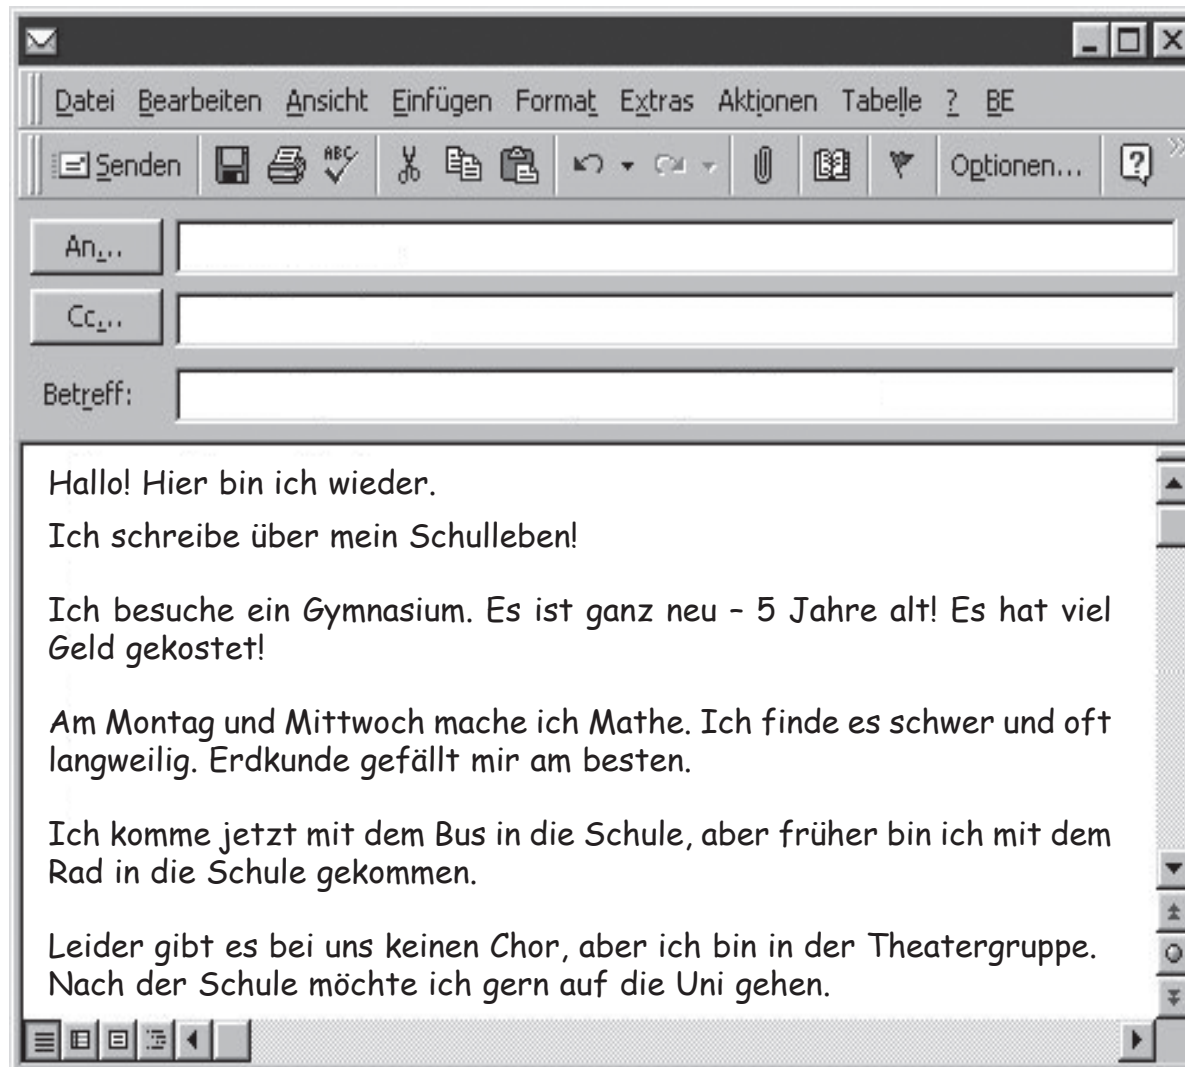 Datei Bearbeiten Ansicht Einfügen Format Extras Aktionen Tabelle ? BE
Senden ABC Optionen... ?
An...
Cc...
Betreff:
Hallo! Hier bin ich wieder.
Ich schreibe über mein Schulleben!
Ich besuche ein Gymnasium. Es ist ganz neu – 5 Jahre alt! Es hat viel
Geld gekostet!
Am Montag und Mittwoch mache ich Mathe. Ich finde es schwer und oft
langweilig. Erdkunde gefällt mir am besten.
Ich komme jetzt mit dem Bus in die Schule, aber früher bin ich mit dem
Rad in die Schule gekommen.
Leider gibt es bei uns keinen Chor, aber ich bin in der Theatergruppe.
Nach der Schule möchte ich gern auf die Uni gehen.